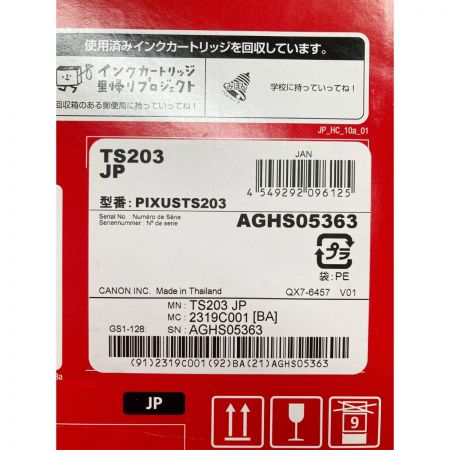 使用済みインクカートリッジを回収しています。
インクカートリッジ
里帰りプロジェクト
回収箱のある郵便局に持っていってね!
学校に持っていってね!
JP_HC_10a_01
TS203
JP
JAN
4 549292 096125
型番: PIXUSTS203
Serial No. : Numéro de Série
Seriennummer : Nº de serie
AGHS05363
プラ
袋: PE
CANON INC. Made in Thailand
QX7-6457 V01
MN: TS203 JP
MC: 2319C001 [BA]
GS1-128: SN: AGHS05363
(91)2319C001(92)BA(21)AGHS05363
JP
9